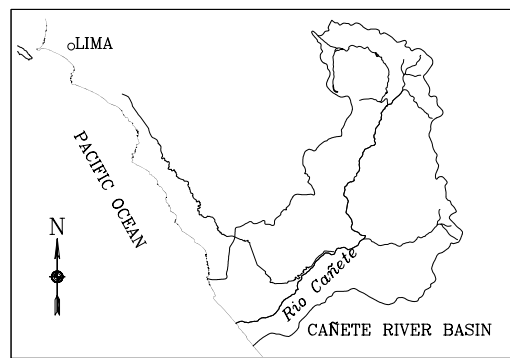 LIMA
PACIFIC OCEAN
N
Rio Cañete
CAÑETE RIVER BASIN